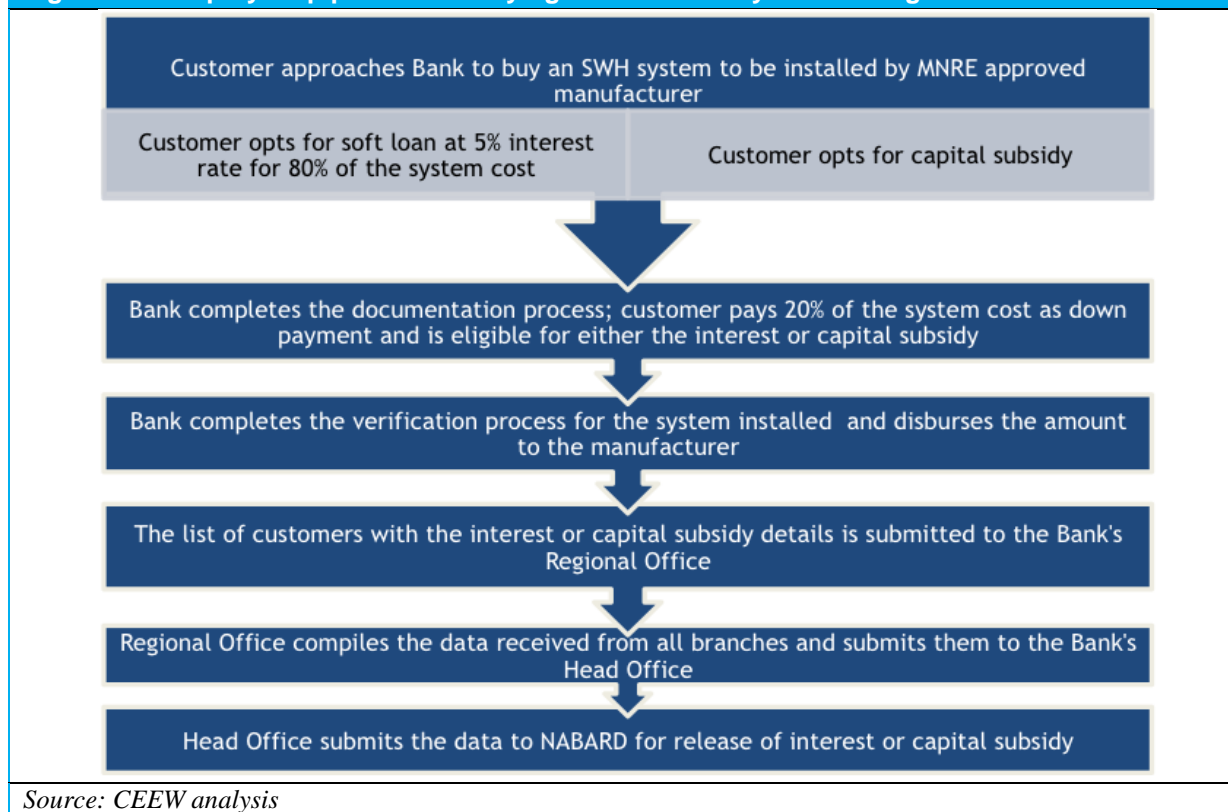 Customer approaches Bank to buy an SWH system to be installed by MNRE approved
manufacturer
Customer opts for soft loan at 5% interest
rate for 80% of the system cost
Customer opts for capital subsidy
Bank completes the documentation process; customer pays 20% of the system cost as down
payment and is eligible for either the interest or capital subsidy
Bank completes the verification process for the system installed and disburses the amount
to the manufacturer
The list of customers with the interest or capital subsidy details is submitted to the Bank's
Regional Office
Regional Office compiles the data received from all branches and submits them to the Bank's
Head Office
Head Office submits the data to NABARD for release of interest or capital subsidy
Source: CEEW analysis